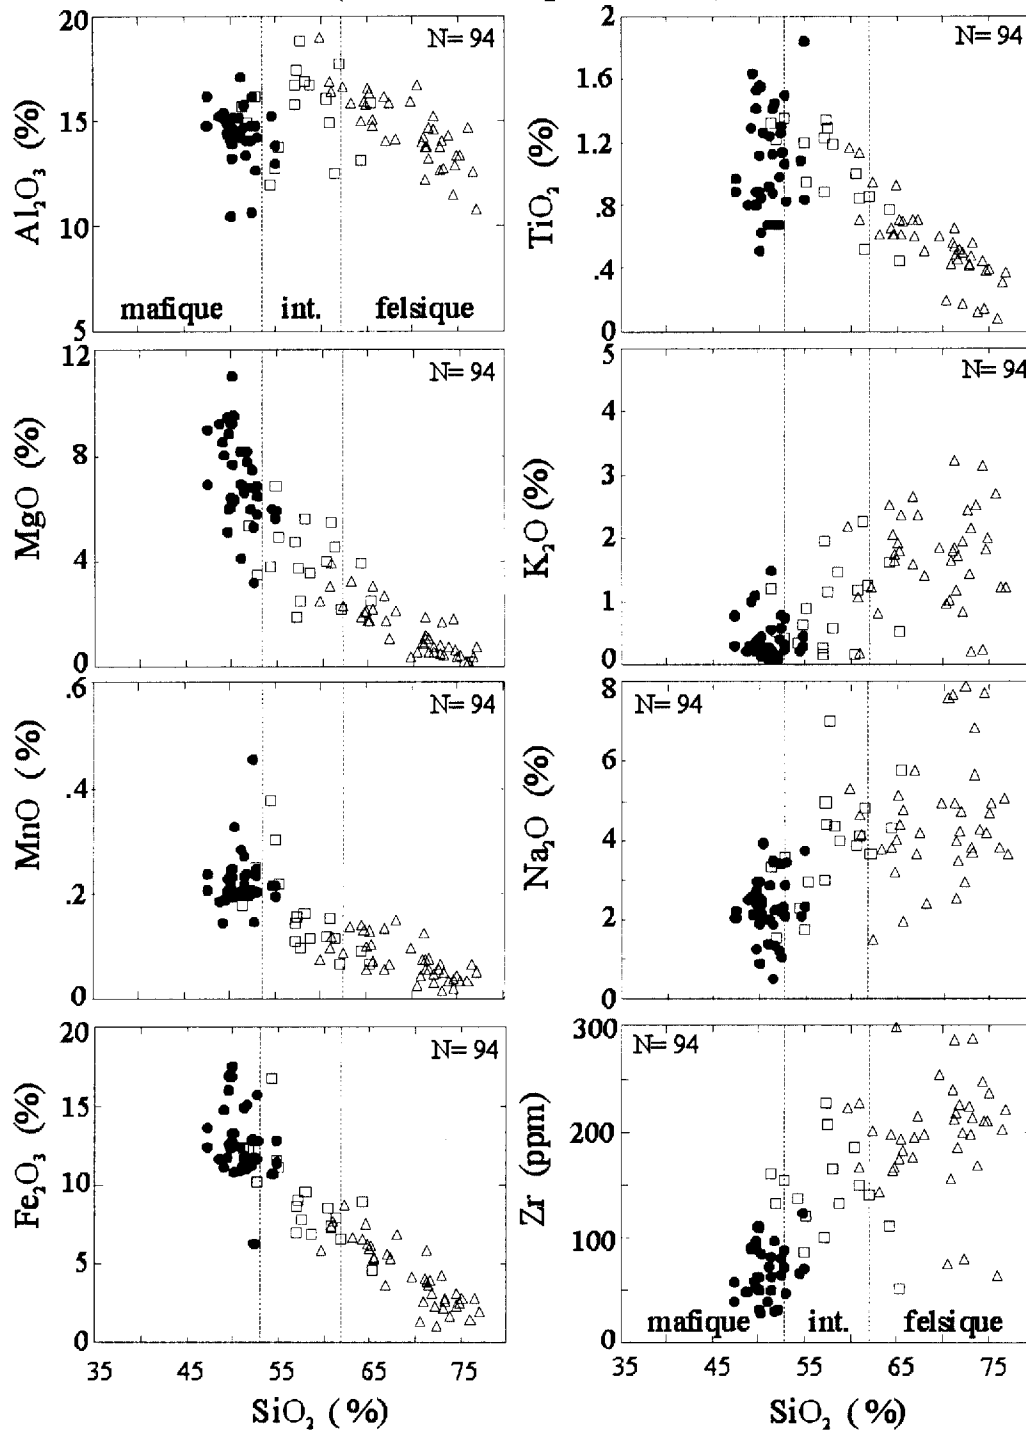 20
15
10
5
Al₂O₃ (%)
N= 94
mafique
int.
felsique
2
1.6
1.2
.8
.4
0
TiO₂ (%)
N= 94
12
8
4
0
MgO (%)
N= 94
5
4
3
2
1
0
K₂O (%)
N= 94
.6
.4
.2
0
MnO (%)
N= 94
8
6
4
2
0
Na₂O (%)
N= 94
20
15
10
5
0
Fe₂O₃ (%)
N= 94
35 45 55 65 75
SiO₂ (%)
300
200
100
0
Zr (ppm)
N= 94
mafique
int.
felsique
35 45 55 65 75
SiO₂ (%)